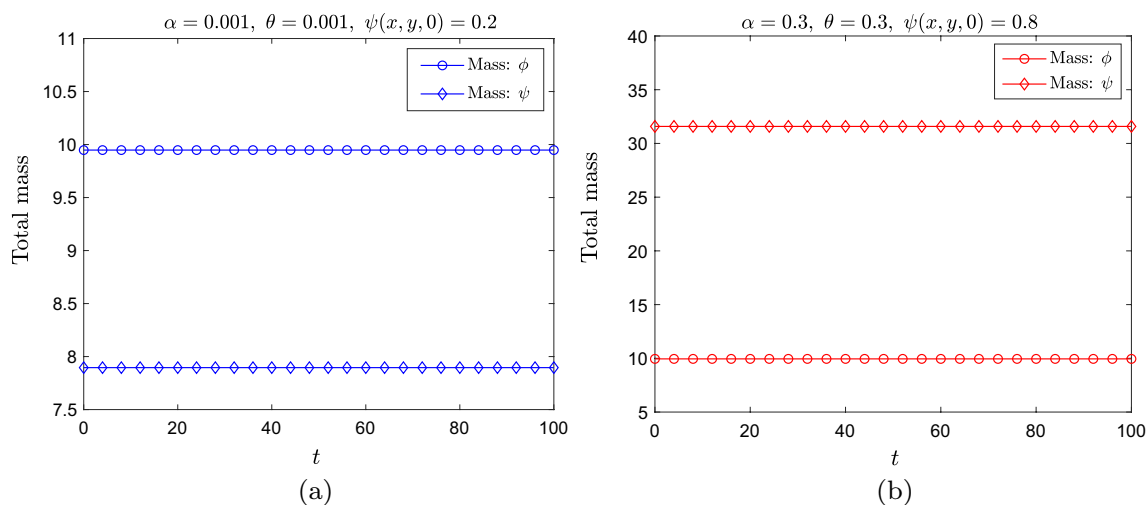 α = 0.001, θ = 0.001, ψ(x, y, 0) = 0.2
11
10.5
10
9.5
9
8.5
8
7.5
0 20 40 60 80 100
Total mass
t
Mass: ϕ
Mass: ψ
(a)
α = 0.3, θ = 0.3, ψ(x, y, 0) = 0.8
40
35
30
25
20
15
10
5
0 20 40 60 80 100
Total mass
t
Mass: ϕ
Mass: ψ
(b)